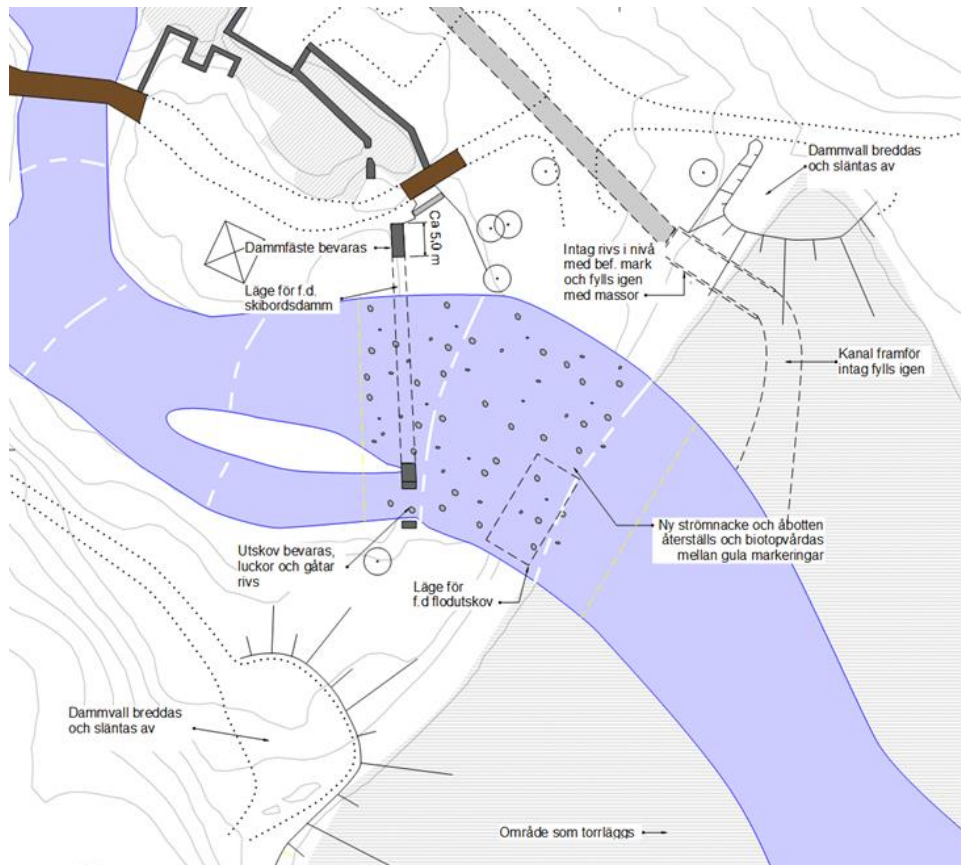 Dammvall breddas
och släntas av
Ca 5,0 m
Dammfäste bevaras
Intag rivs i nivå
med bef. mark
och fylls igen
med massor
Läge för f.d.
skibordsdamm
Kanal framför
intag fylls igen
Ny strömnacke och åbotten
återställs och biotopvårdas
mellan gula markeringar
Utskov bevaras,
luckor och gåtar
rivs
Läge för
f.d flodutskov
Dammvall breddas
och släntas av
Område som torrläggs